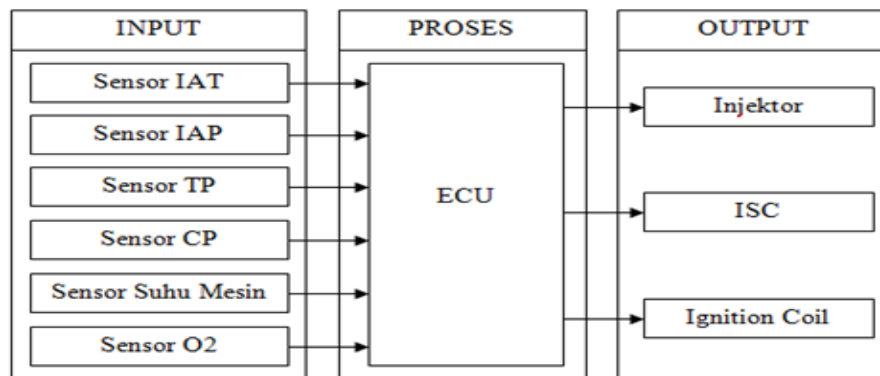 INPUT
PROSES
OUTPUT
Sensor IAT
Sensor IAP
Sensor TP
Sensor CP
Sensor Suhu Mesin
Sensor O2
ECU
Injektor
ISC
Ignition Coil